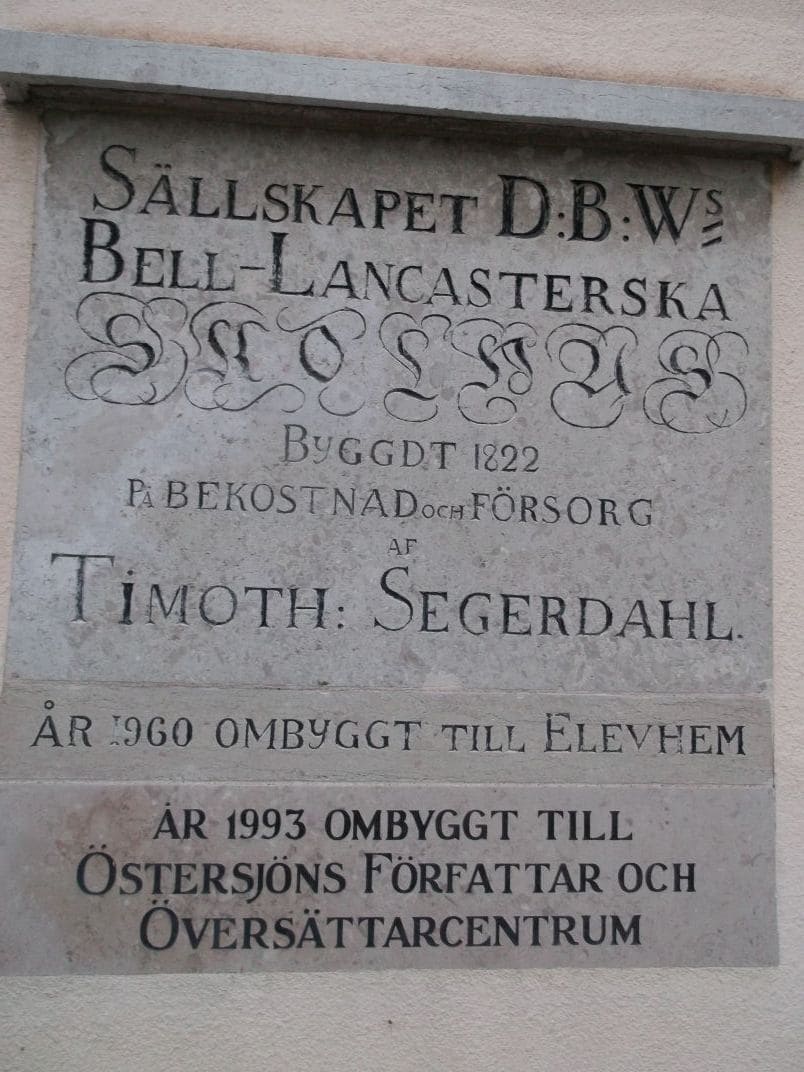 SÄLLSKAPET D:B:Ws
BELL-LANCASTERSKA
SKOLHUS
BYGGDT 1822
PÅ BEKOSTNAD OCH FÖRSORG
AF
TIMOTH: SEGERDAHL.
ÅR 1960 OMBYGGT TILL ELEVHEM
ÅR 1993 OMBYGGT TILL
ÖSTERSJÖNS FÖRFATTAR OCH
ÖVERSÄTTARCENTRUM